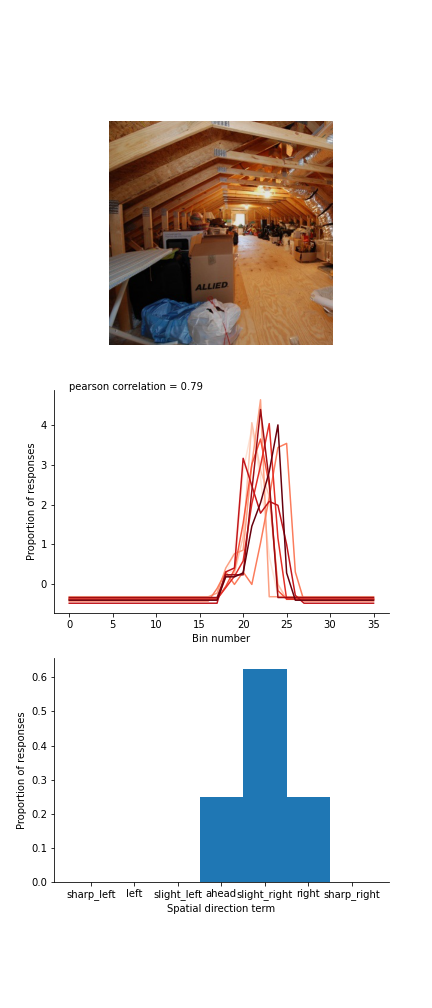 ALLIED
pearson correlation = 0.79
Proportion of responses
4
3
2
1
0
0 5 10 15 20 25 30 35
Bin number
Proportion of responses
0.6
0.5
0.4
0.3
0.2
0.1
0.0
sharp_left left slight_left ahead slight_right right sharp_right
Spatial direction term